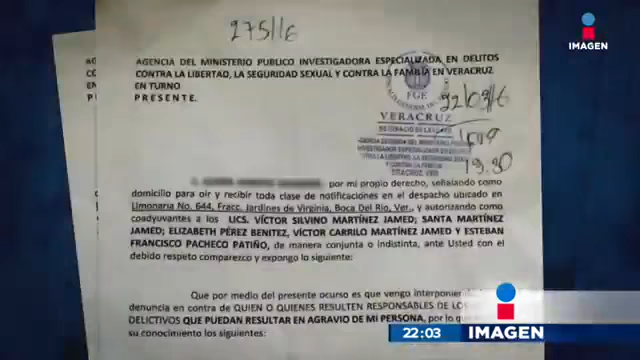 275/16
AGENCIA DEL MINISTERIO PUBLICO INVESTIGADORA ESPECIALIZADA EN DELITOS
CONTRA LA LIBERTAD, LA SEGURIDAD SEXUAL Y CONTRA LA FAMILIA EN VERACRUZ
EN TURNO
PRESENTE.
FGE
VERACRUZ
19:30
por mi propio derecho, señalando como
domicilio para oír y recibir toda clase de notificaciones en el despacho ubicado en
Limonaria No. 644, Fracc. Jardines de Virginia, Boca Del Río, Ver., y autorizando como
coadyuvantes a los LICS. VÍCTOR SILVINO MARTÍNEZ JAMED; SANTA MARTÍNEZ
JAMED; ELIZABETH PÉREZ BENITEZ, VÍCTOR CARRILO MARTÍNEZ JAMED Y ESTEBAN
FRANCISCO PACHECO PATIÑO, de manera conjunta o indistinta, ante Usted con el
debido respeto comparezco y expongo lo siguiente:
Que por medio del presente ocurso es que vengo interponiendo
denuncia en contra de QUIEN O QUIENES RESULTEN RESPONSABLES DE LO
DELICTIVOS QUE PUEDAN RESULTAR EN AGRAVIO DE MI PERSONA, por lo
su conocimiento los siguientes:
IMAGEN
22:03 IMAGEN